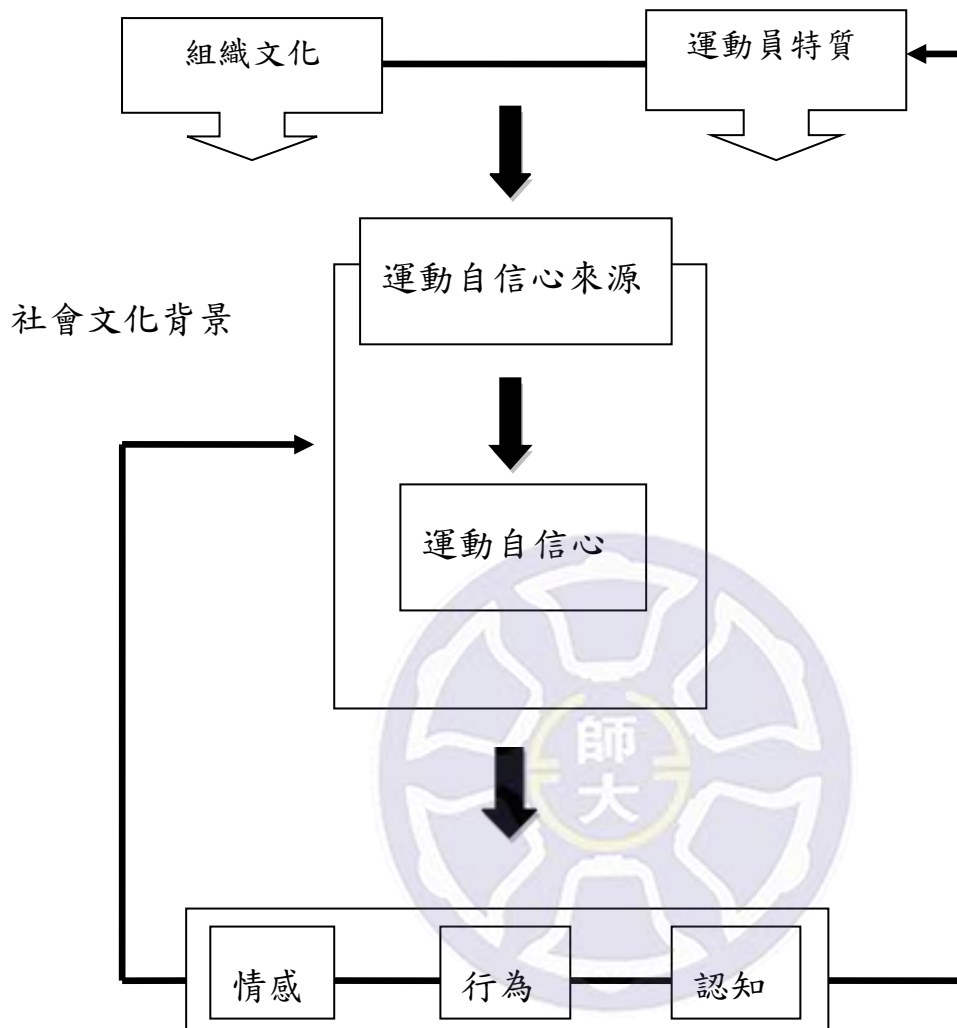 組織文化
運動員特質
運動自信心來源
社會文化背景
運動自信心
師大
情感
行為
認知